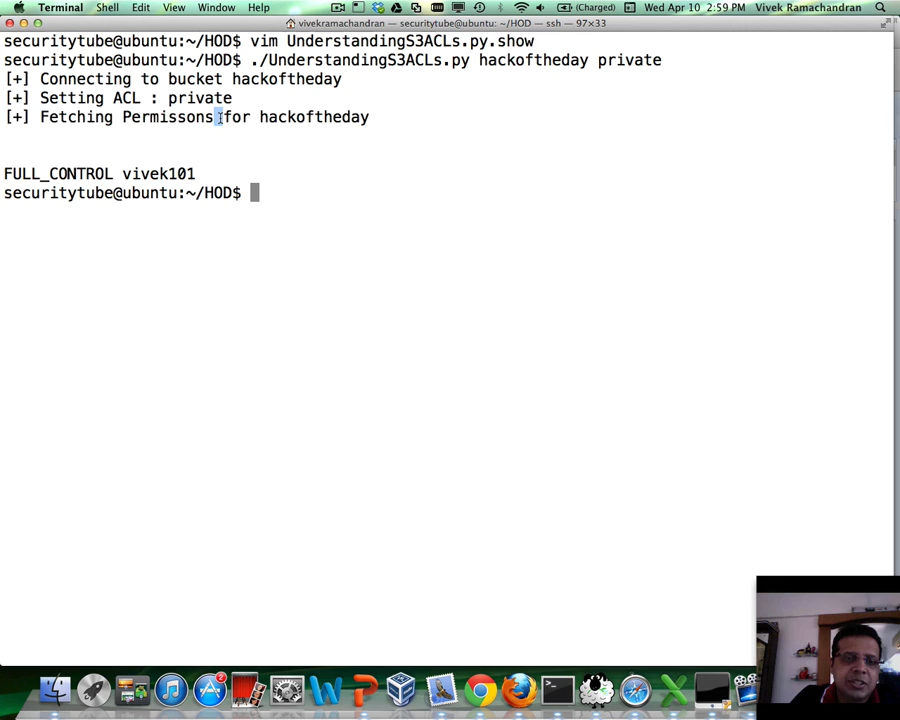 Terminal Shell Edit View Window Help (Charged) Wed Apr 10 2:59 PM Vivek Ramachandran
vivekramachandran — securitytube@ubuntu: ~/HOD — ssh — 97×33
securitytube@ubuntu:~/HOD$ vim UnderstandingS3ACLs.py.show
securitytube@ubuntu:~/HOD$ ./UnderstandingS3ACLs.py hackoftheday private
[+] Connecting to bucket hackoftheday
[+] Setting ACL : private
[+] Fetching Permissons for hackoftheday
FULL_CONTROL vivek101
securitytube@ubuntu:~/HOD$
2